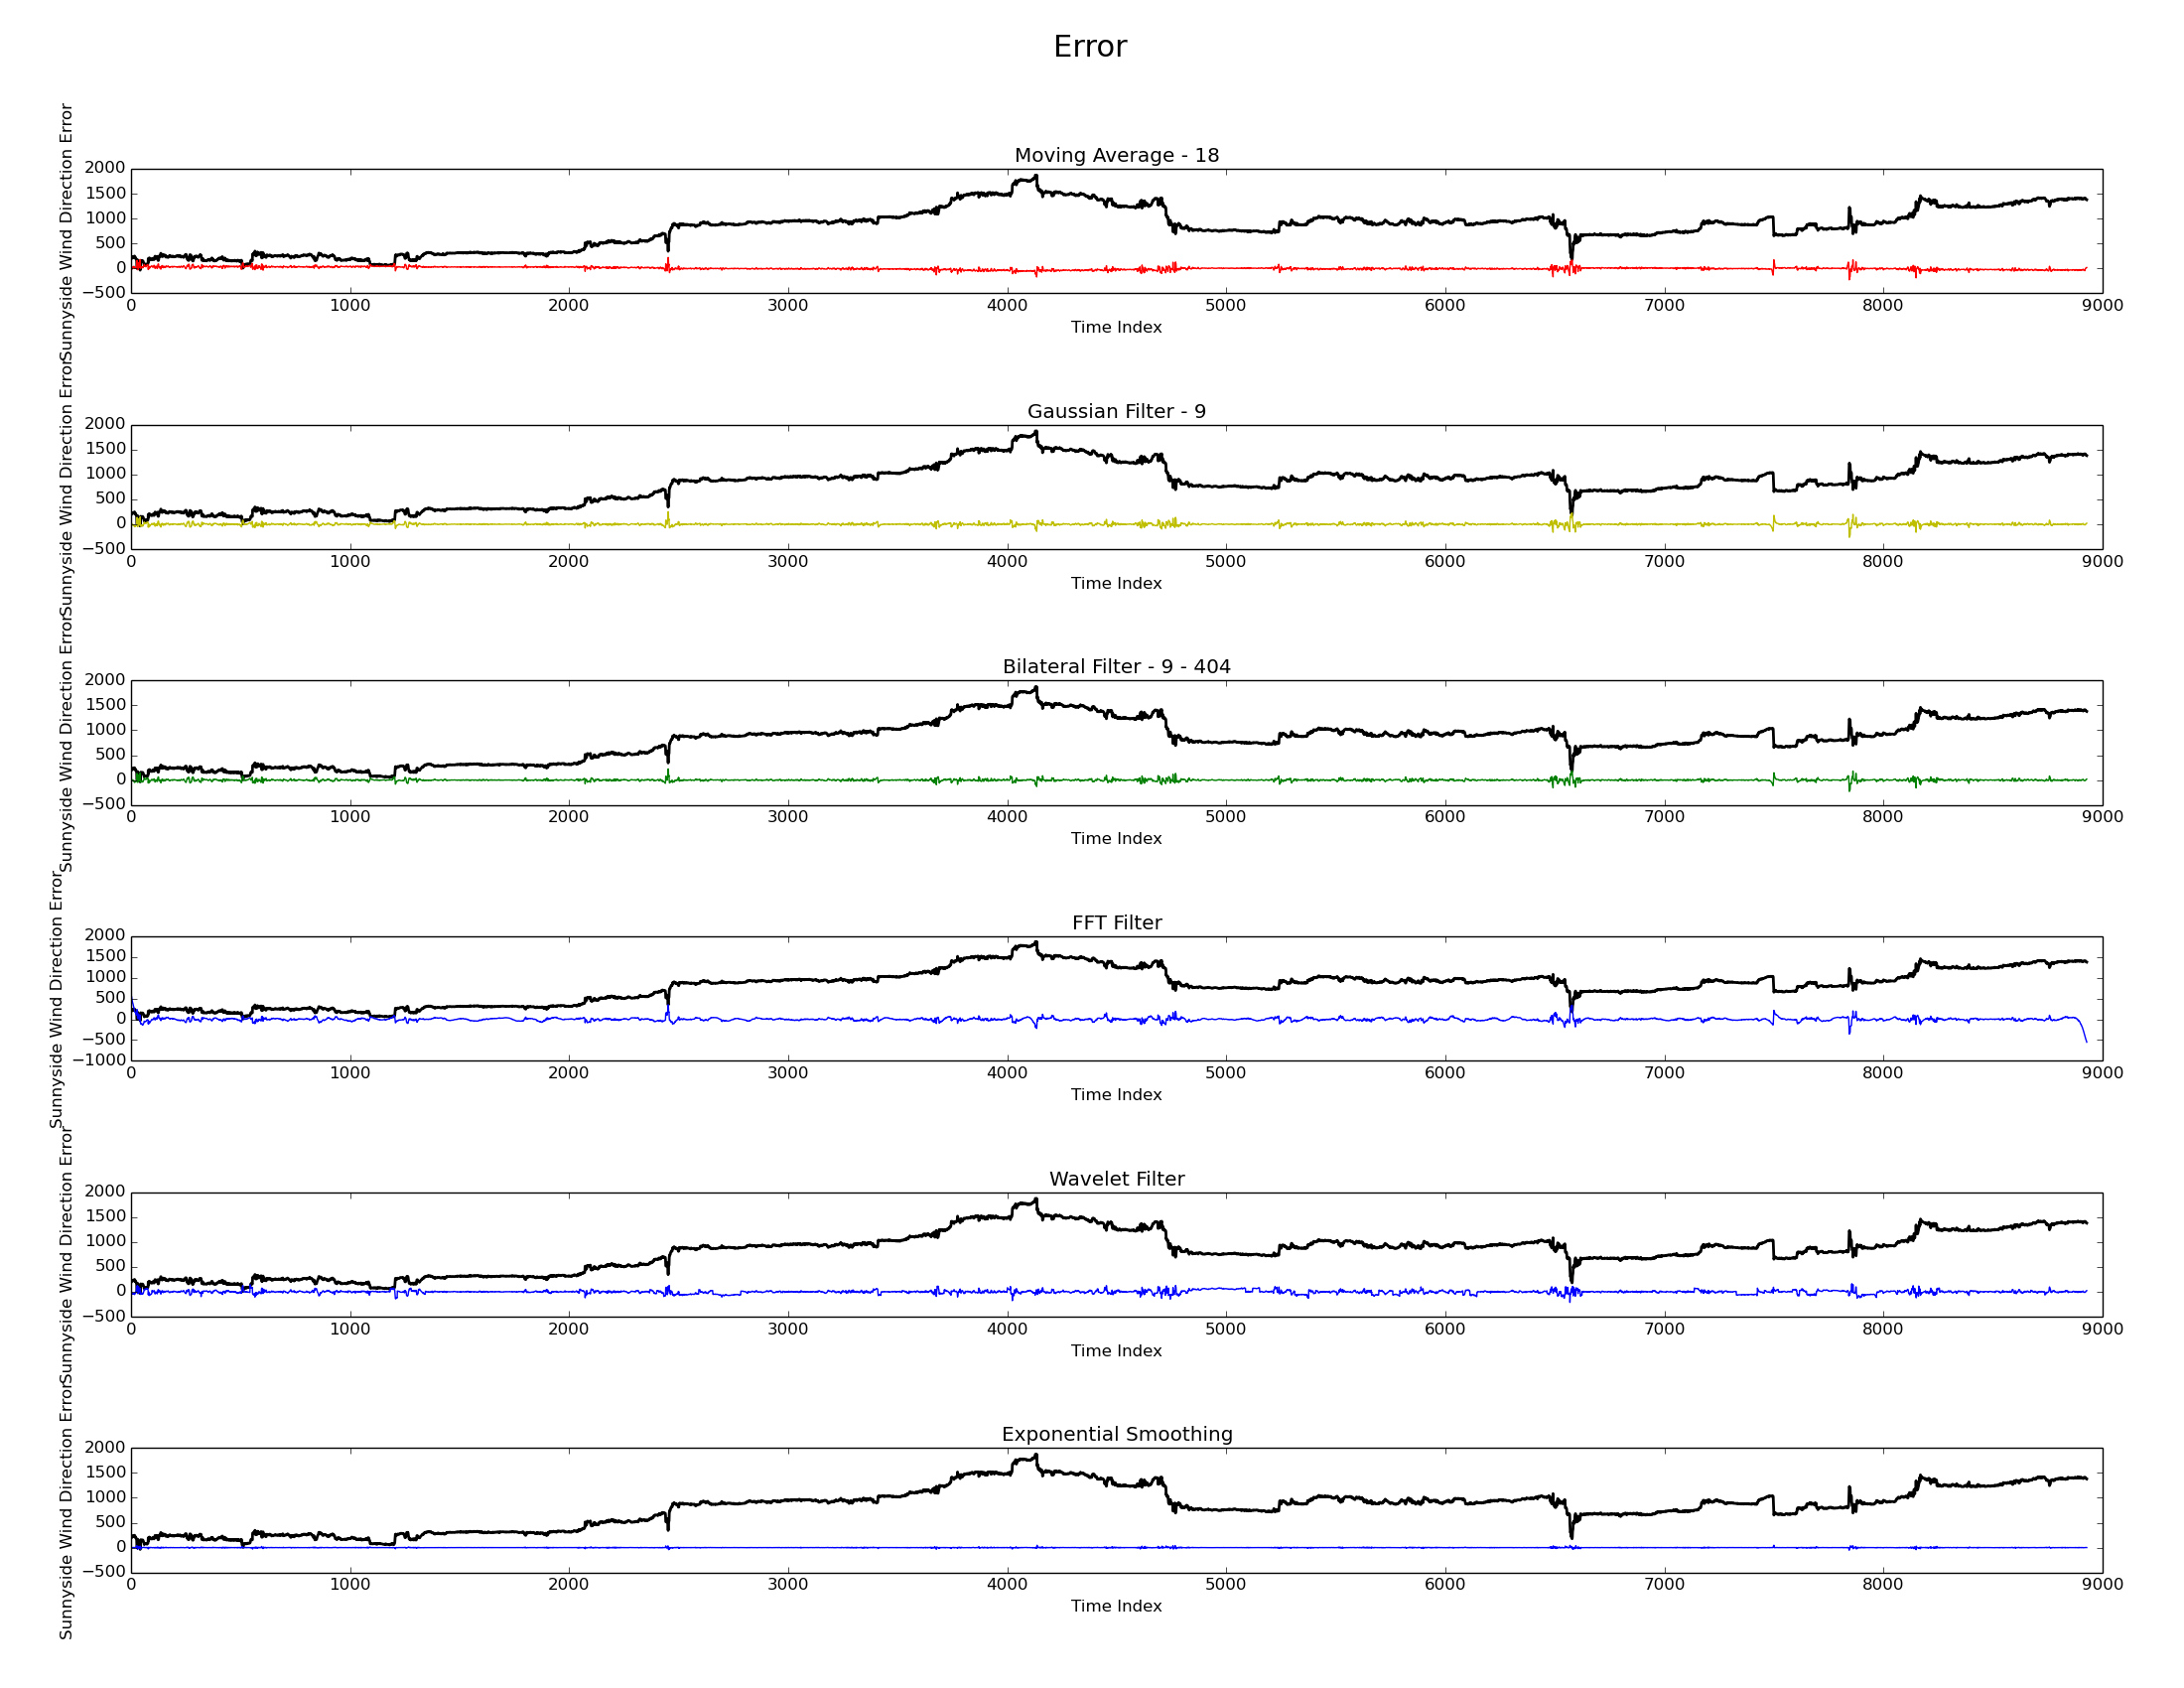 Error
Moving Average - 18
Sunnyside Wind Direction Error
2000
1500
1000
500
0
−500
0 1000 2000 3000 4000 5000 6000 7000 8000 9000
Time Index
Gaussian Filter - 9
Sunnyside Wind Direction Error
2000
1500
1000
500
0
−500
0 1000 2000 3000 4000 5000 6000 7000 8000 9000
Time Index
Bilateral Filter - 9 - 404
Sunnyside Wind Direction Error
2000
1500
1000
500
0
−500
0 1000 2000 3000 4000 5000 6000 7000 8000 9000
Time Index
FFT Filter
Sunnyside Wind Direction Error
2000
1500
1000
500
0
−500
−1000
0 1000 2000 3000 4000 5000 6000 7000 8000 9000
Time Index
Wavelet Filter
Sunnyside Wind Direction Error
2000
1500
1000
500
0
−500
0 1000 2000 3000 4000 5000 6000 7000 8000 9000
Time Index
Exponential Smoothing
Sunnyside Wind Direction Error
2000
1500
1000
500
0
−500
0 1000 2000 3000 4000 5000 6000 7000 8000 9000
Time Index